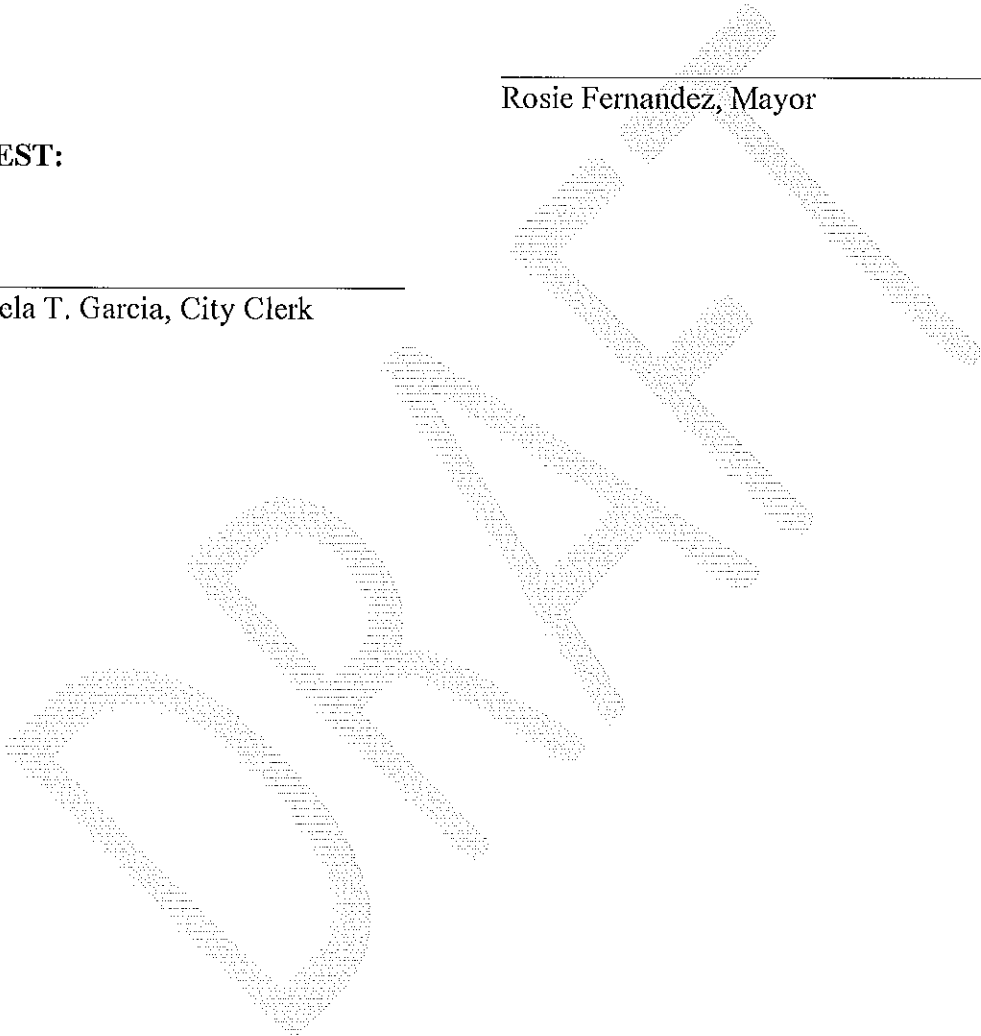 Rosie Fernandez, Mayor
EST:
ela T. Garcia, City Clerk
DRAFT